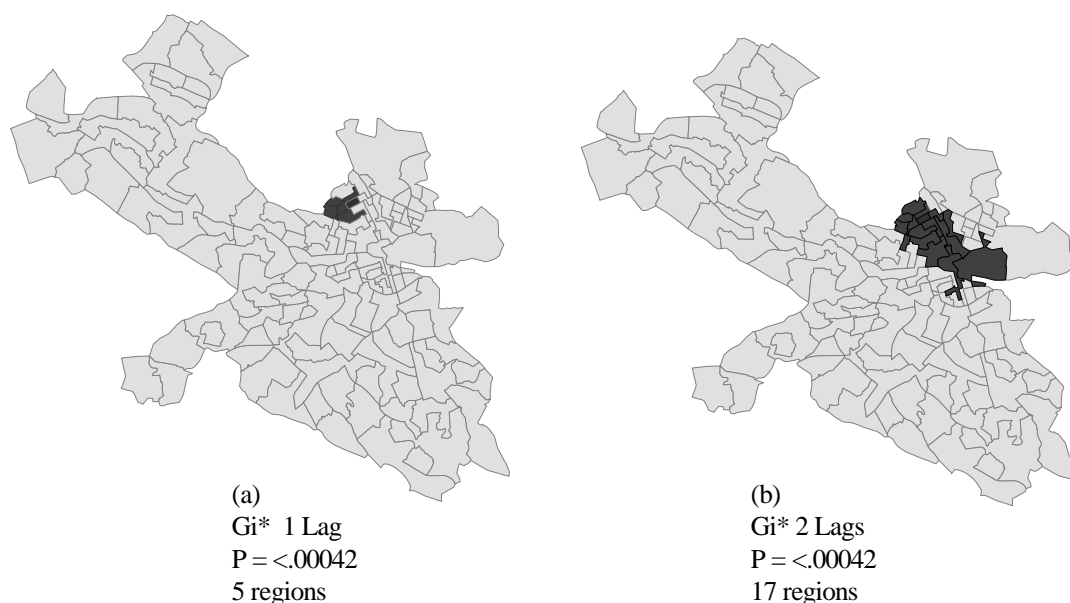 (a)
Gi* 1 Lag
P = <.00042
5 regions
(b)
Gi* 2 Lags
P = <.00042
17 regions